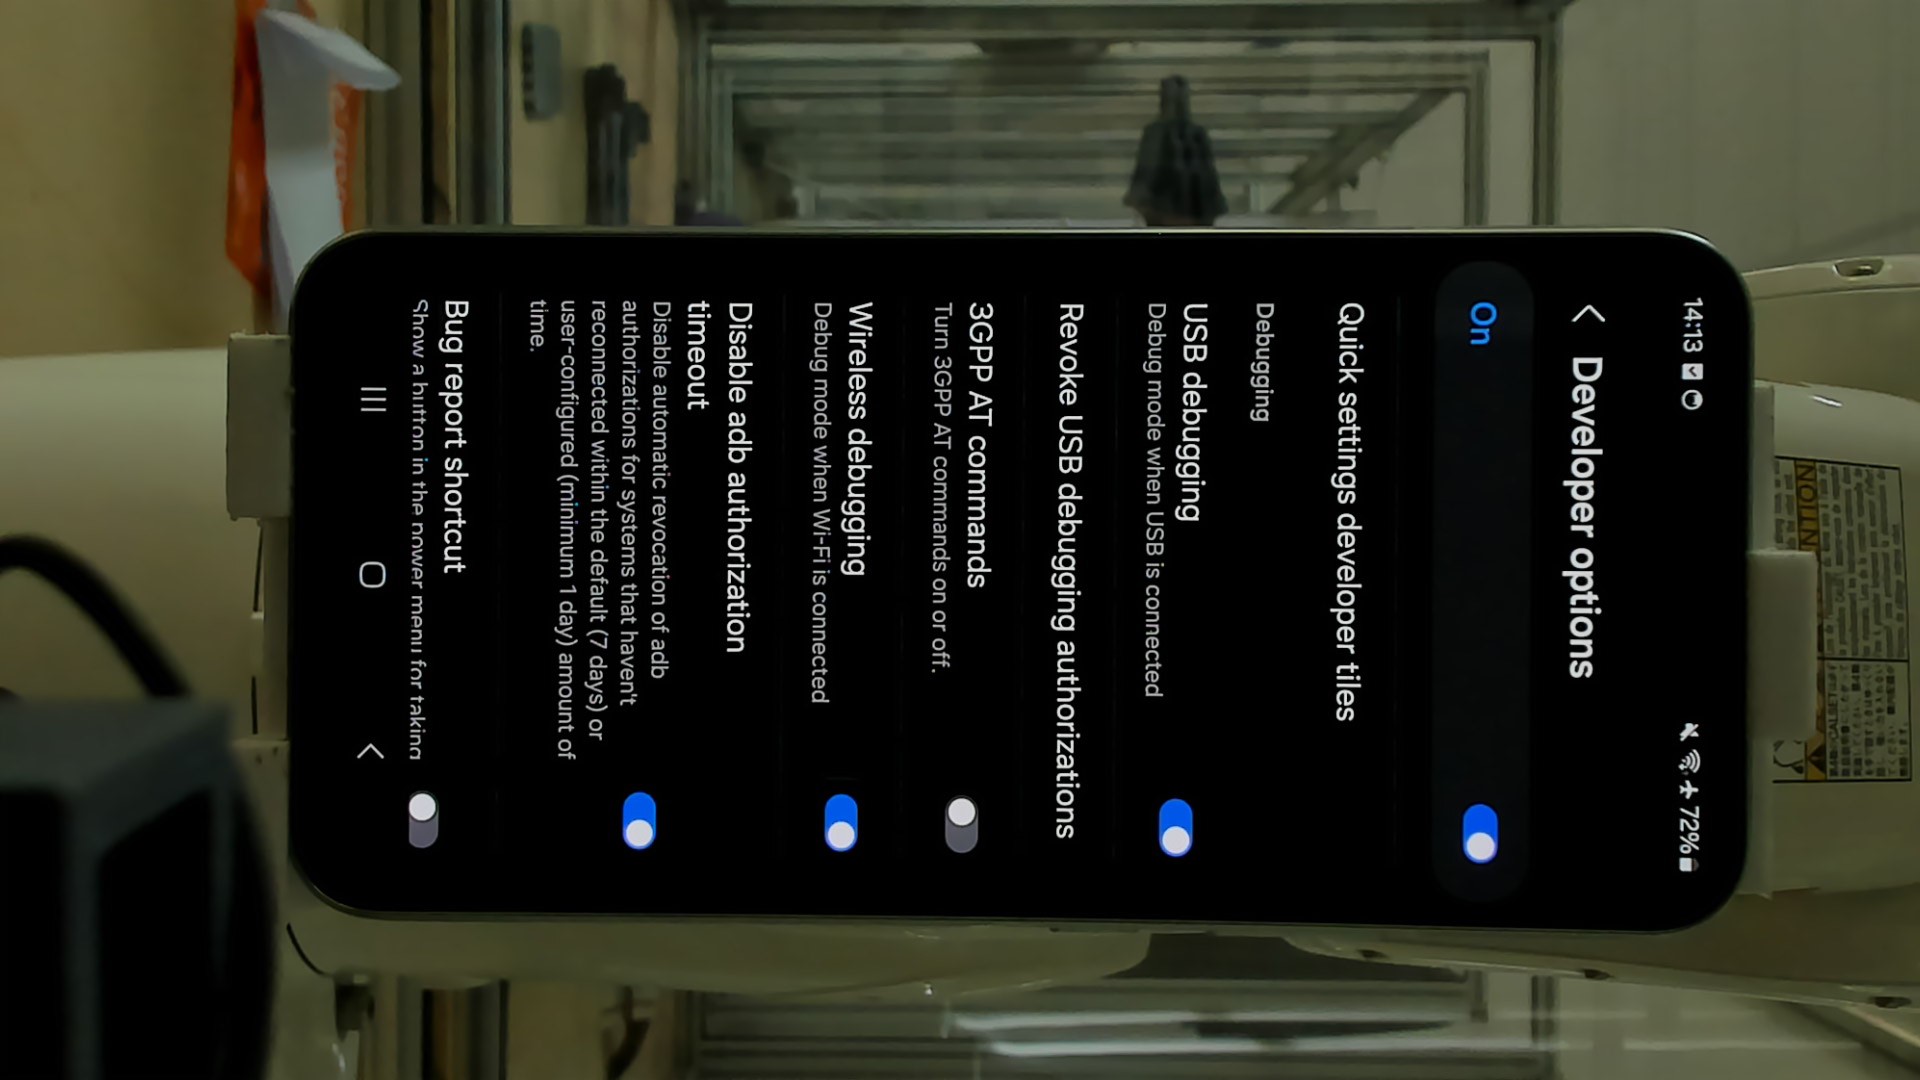 14:13
72%
Developer options
On
Quick settings developer tiles
Debugging
USB debugging
Debug mode when USB is connected
Revoke USB debugging authorizations
3GPP AT commands
Turn 3GPP AT commands on or off.
Wireless debugging
Debug mode when Wi-Fi is connected
Disable adb authorization
timeout
Disable automatic revocation of adb
authorizations for systems that haven't
reconnected within the default (7 days) or
user-configured (minimum 1 day) amount of
time.
Bug report shortcut
Show a button in the power menu for taking